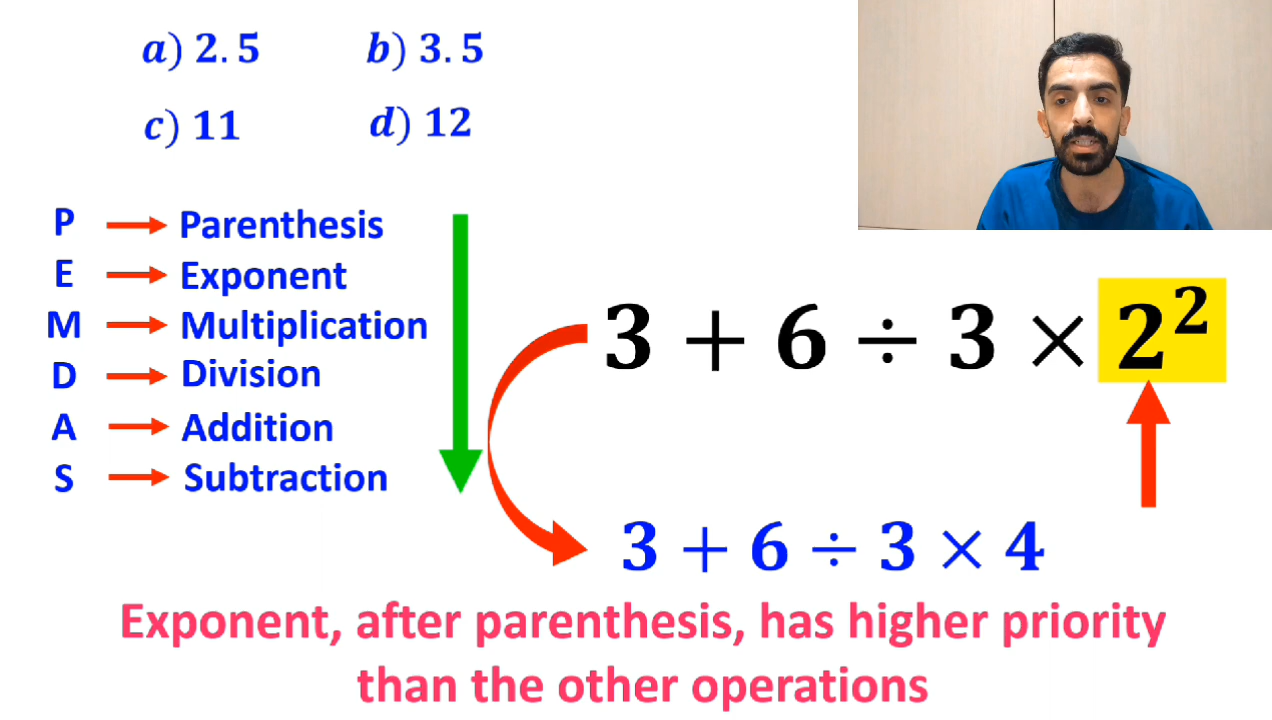 a) 2.5 b) 3.5
c) 11 d) 12
P → Parenthesis
E → Exponent
M → Multiplication
D → Division
A → Addition
S → Subtraction
3 + 6 ÷ 3 × 2²
3 + 6 ÷ 3 × 4
Exponent, after parenthesis, has higher priority
than the other operations